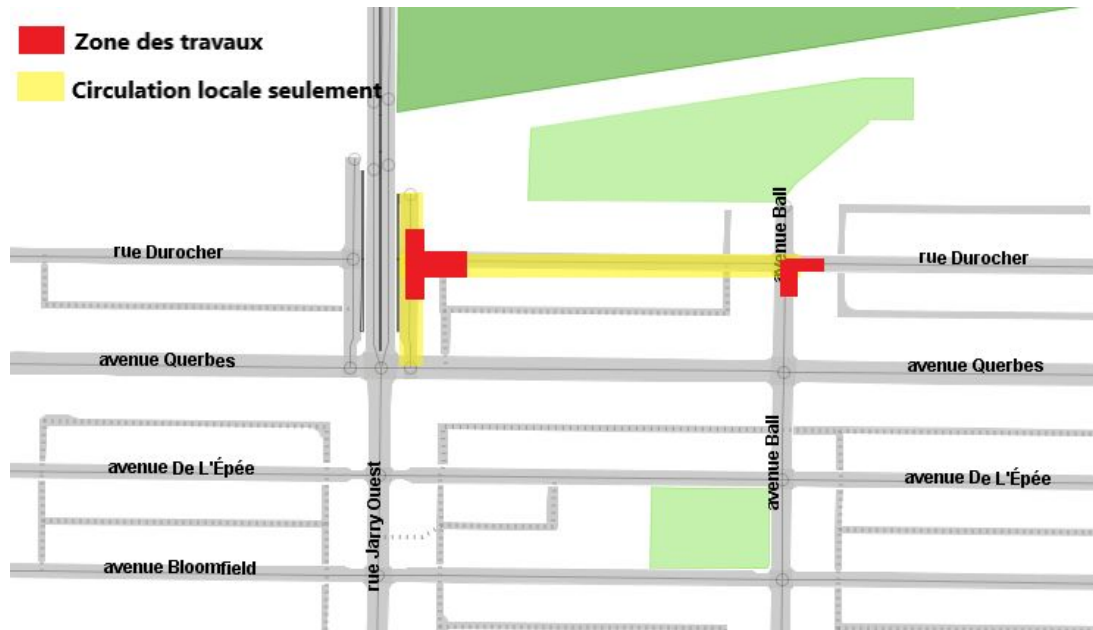 Zone des travaux
Circulation locale seulement
avenue Ball
rue Durocher
rue Durocher
avenue Querbes
avenue Querbes
avenue Ball
avenue De L'Épée
avenue De L'Épée
rue Jarry Ouest
avenue Bloomfield